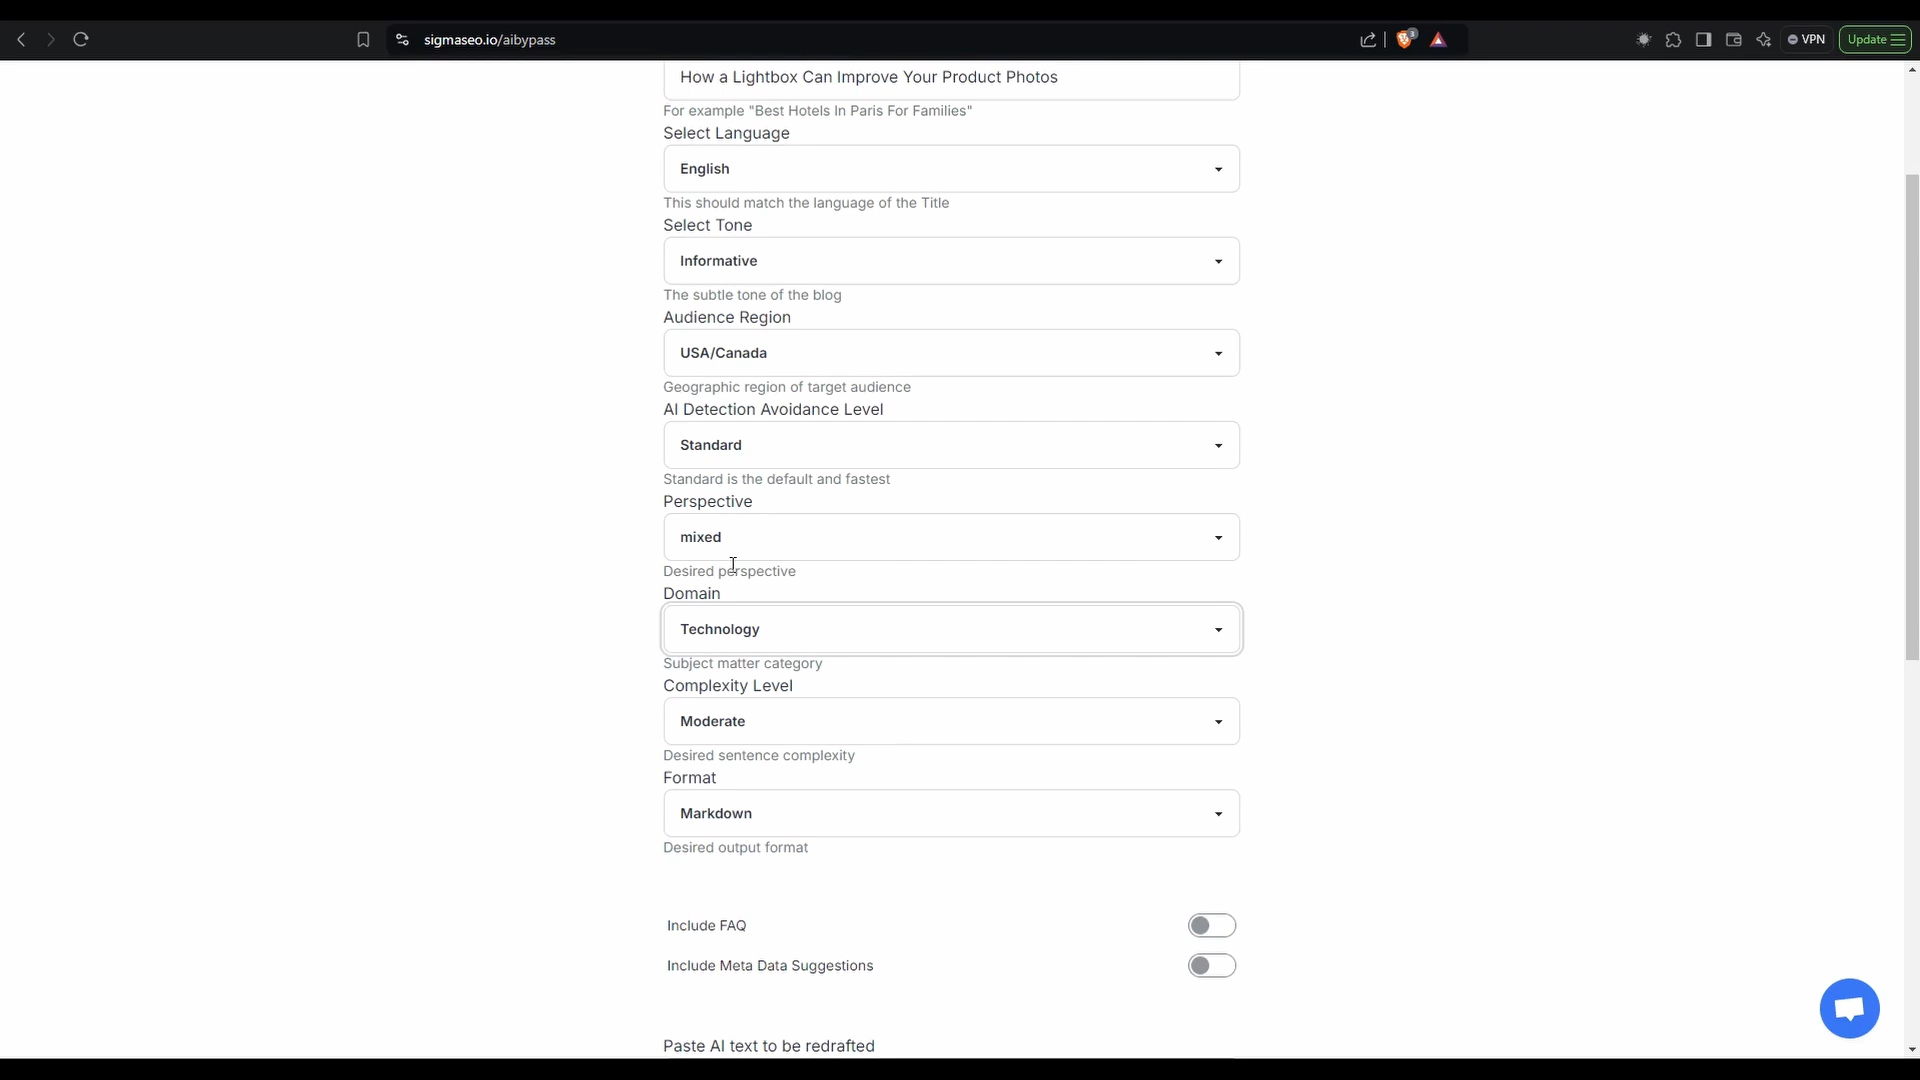 sigmaseo.io/aibypass
3
VPN
Update
How a Lightbox Can Improve Your Product Photos
For example "Best Hotels In Paris For Families"
Select Language
English
This should match the language of the Title
Select Tone
Informative
The subtle tone of the blog
Audience Region
USA/Canada
Geographic region of target audience
AI Detection Avoidance Level
Standard
Standard is the default and fastest
Perspective
mixed
Desired perspective
Domain
Technology
Subject matter category
Complexity Level
Moderate
Desired sentence complexity
Format
Markdown
Desired output format
Include FAQ
Include Meta Data Suggestions
Paste AI text to be redrafted